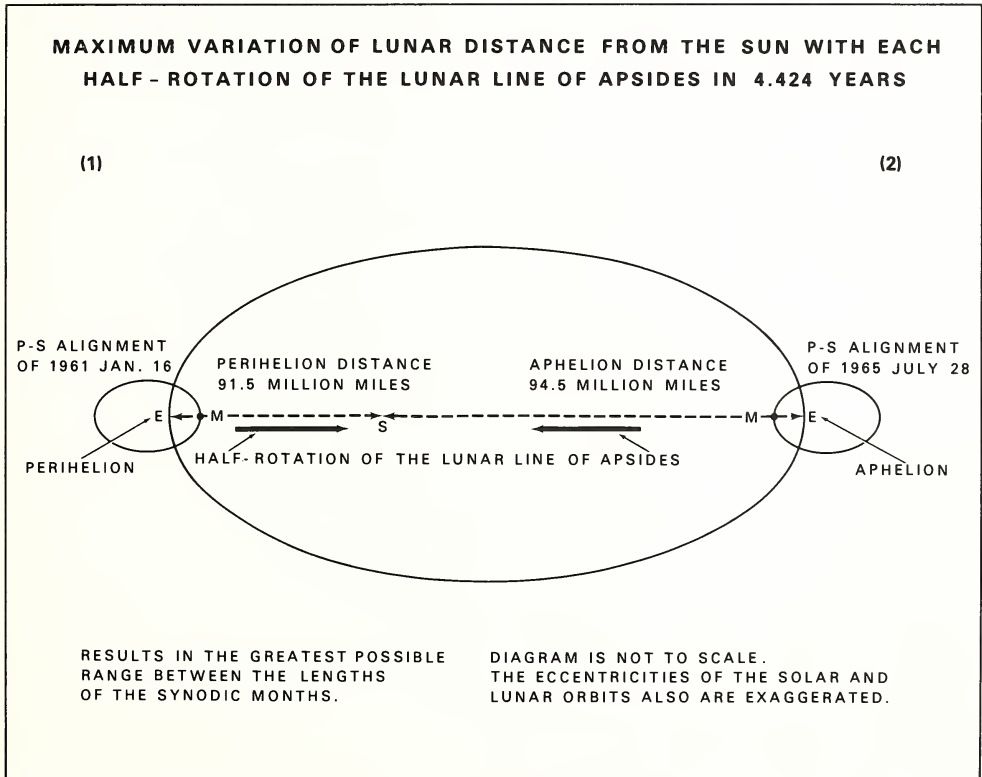 MAXIMUM VARIATION OF LUNAR DISTANCE FROM THE SUN WITH EACH
HALF-ROTATION OF THE LUNAR LINE OF APSIDES IN 4.424 YEARS
(1)
(2)
P-S ALIGNMENT
OF 1961 JAN. 16
PERIHELION DISTANCE
91.5 MILLION MILES
APHELION DISTANCE
94.5 MILLION MILES
P-S ALIGNMENT
OF 1965 JULY 28
E
M
S
M
E
PERIHELION
HALF-ROTATION OF THE LUNAR LINE OF APSIDES
APHELION
RESULTS IN THE GREATEST POSSIBLE
RANGE BETWEEN THE LENGTHS
OF THE SYNODIC MONTHS.
DIAGRAM IS NOT TO SCALE.
THE ECCENTRICITIES OF THE SOLAR AND
LUNAR ORBITS ALSO ARE EXAGGERATED.